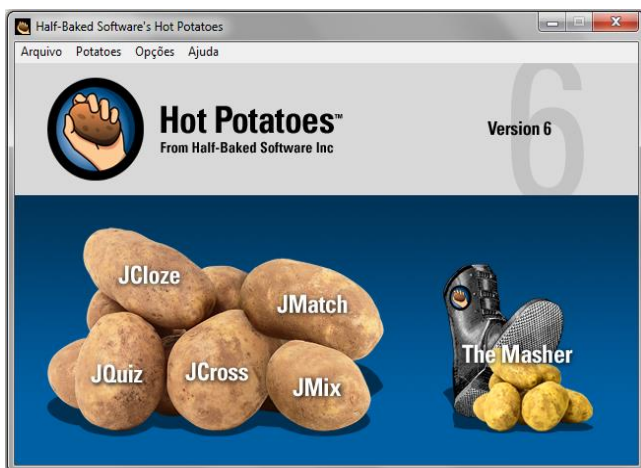 Half-Baked Software's Hot Potatoes
Arquivo Potatoes Opções Ajuda
Hot Potatoes™
From Half-Baked Software Inc
Version 6
6
JCloze
JMatch
JQuiz
JCross
JMix
The Masher